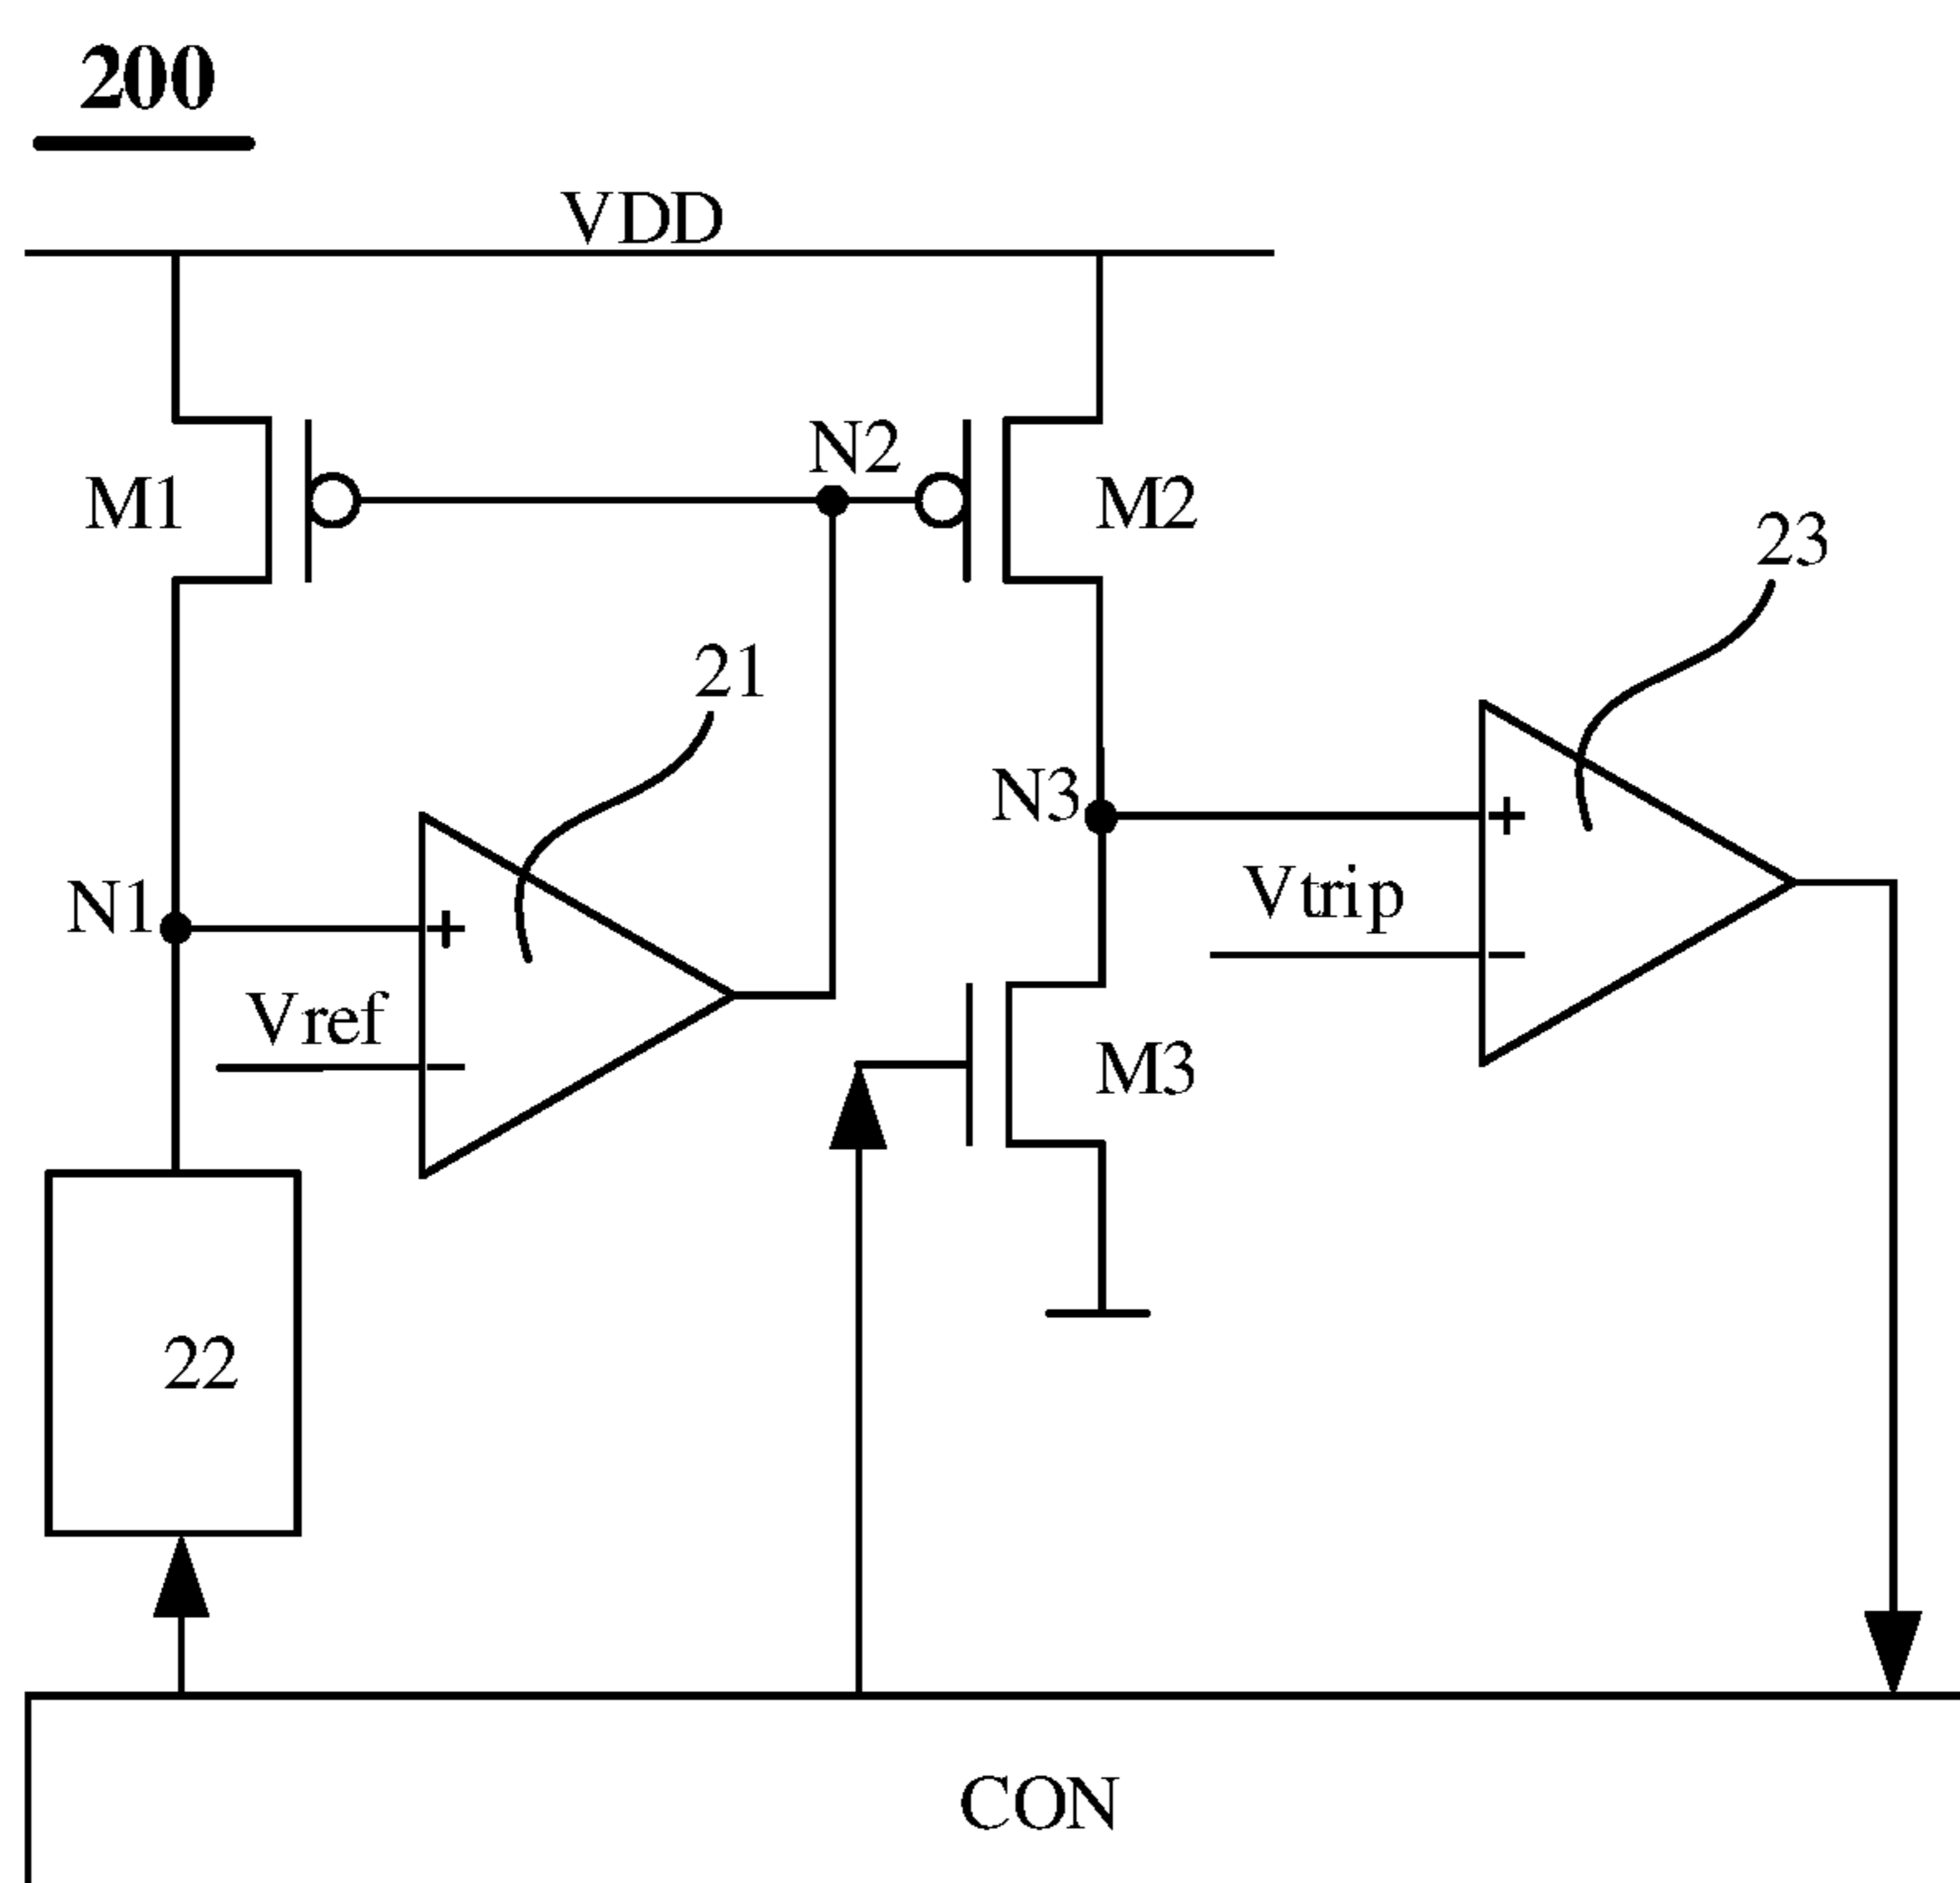 200
VDD
N2
M1
M2
23
21
N3
Vtrip
N1
+
+
Vref
−
−
M3
22
CON